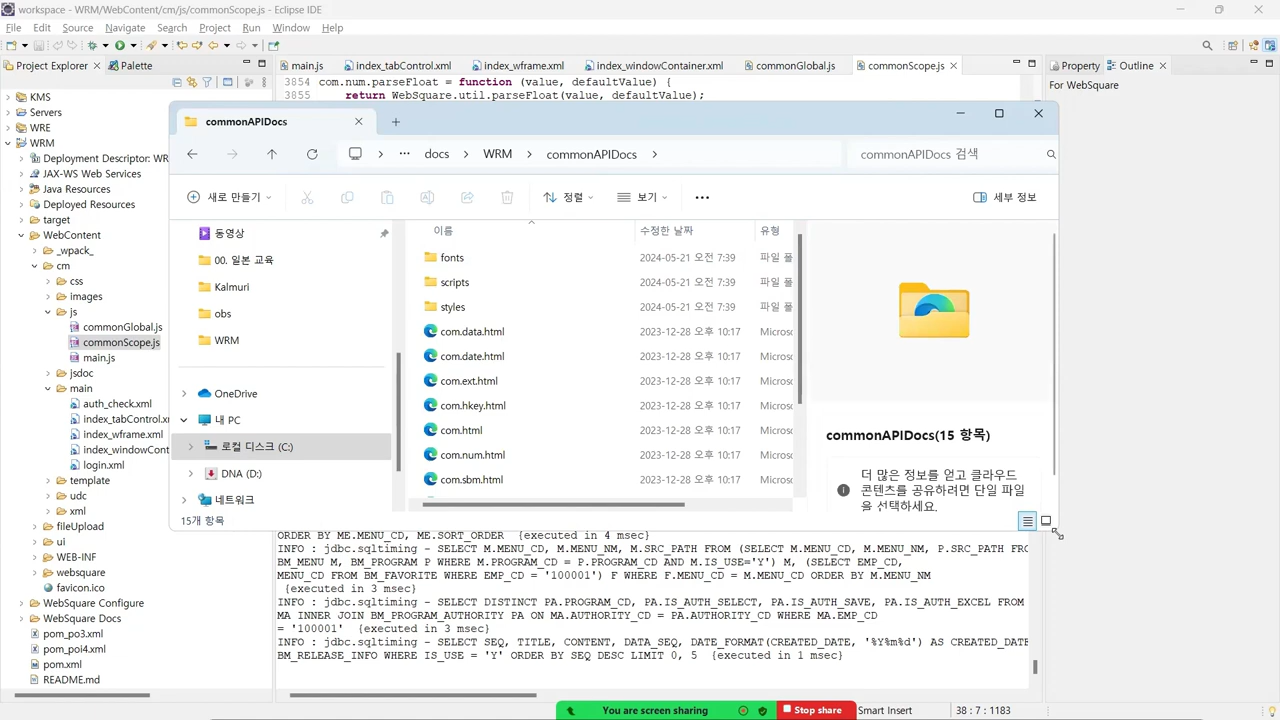 workspace - WRM/WebContent/cm/js/commonScope.js - Eclipse IDE
File Edit Source Navigate Search Project Run Window Help
Project Explorer
Palette
main.js
index_tabControl.xml
index_wframe.xml
index_windowContainer.xml
commonGlobal.js
commonScope.js
Property
Outline
For WebSquare
3854 com.num.parseFloat = function (value, defaultValue) {
3855 return WebSquare.util.parseFloat(value, defaultValue);
KMS
Servers
WRE
WRM
Deployment Descriptor: WR
JAX-WS Web Services
Java Resources
Deployed Resources
target
WebContent
_wpack_
cm
css
images
js
commonGlobal.js
commonScope.js
main.js
jsdoc
main
auth_check.xml
index_tabControl.x
index_wframe.xml
index_windowCont
login.xml
template
udc
xml
fileUpload
ui
WEB-INF
websquare
favicon.ico
WebSquare Configure
WebSquare Docs
pom_po3.xml
pom_poi4.xml
pom.xml
README.md
commonAPIDocs
docs
WRM
commonAPIDocs
commonAPIDocs 검색
새로 만들기
정렬
보기
세부 정보
동영상
00. 일본 교육
Kalmuri
obs
WRM
OneDrive
내 PC
로컬 디스크 (C:)
DNA (D:)
네트워크
이름 수정한 날짜 유형
fonts 2024-05-21 오전 7:39 파일 폴
scripts 2024-05-21 오전 7:39 파일 폴
styles 2024-05-21 오전 7:39 파일 폴
com.data.html 2023-12-28 오후 10:17 Microsc
com.date.html 2023-12-28 오후 10:17 Microsc
com.ext.html 2023-12-28 오후 10:17 Microsc
com.hkey.html 2023-12-28 오후 10:17 Microsc
com.html 2023-12-28 오후 10:17 Microsc
com.num.html 2023-12-28 오후 10:17 Microsc
com.sbm.html 2023-12-28 오후 10:17 Microsc
commonAPIDocs(15 항목)
더 많은 정보를 얻고 클라우드
콘텐츠를 공유하려면 단일 파일
을 선택하세요.
15개 항목
ORDER BY ME.MENU_CD, ME.SORT_ORDER {executed in 4 msec}
INFO : jdbc.sqltiming - SELECT M.MENU_CD, M.MENU_NM, M.SRC_PATH FROM (SELECT M.MENU_CD, M.MENU_NM, P.SRC_PATH FRO
BM_MENU M, BM_PROGRAM P WHERE M.PROGRAM_CD = P.PROGRAM_CD AND M.IS_USE='Y') M, (SELECT EMP_CD,
MENU_CD FROM BM_FAVORITE WHERE EMP_CD = '100001') F WHERE F.MENU_CD = M.MENU_CD ORDER BY M.MENU_NM
{executed in 3 msec}
INFO : jdbc.sqltiming - SELECT DISTINCT PA.PROGRAM_CD, PA.IS_AUTH_SELECT, PA.IS_AUTH_SAVE, PA.IS_AUTH_EXCEL FROM
MA INNER JOIN BM_PROGRAM_AUTHORITY PA ON MA.AUTHORITY_CD = PA.AUTHORITY_CD WHERE MA.EMP_CD
= '100001' {executed in 3 msec}
INFO : jdbc.sqltiming - SELECT SEQ, TITLE, CONTENT, DATA_SEQ, DATE_FORMAT(CREATED_DATE, '%Y%m%d') AS CREATED_DATE
BM_RELEASE_INFO WHERE IS_USE = 'Y' ORDER BY SEQ DESC LIMIT 0, 5 {executed in 1 msec}
You are screen sharing
Stop share
Smart Insert
38 : 7 : 1183